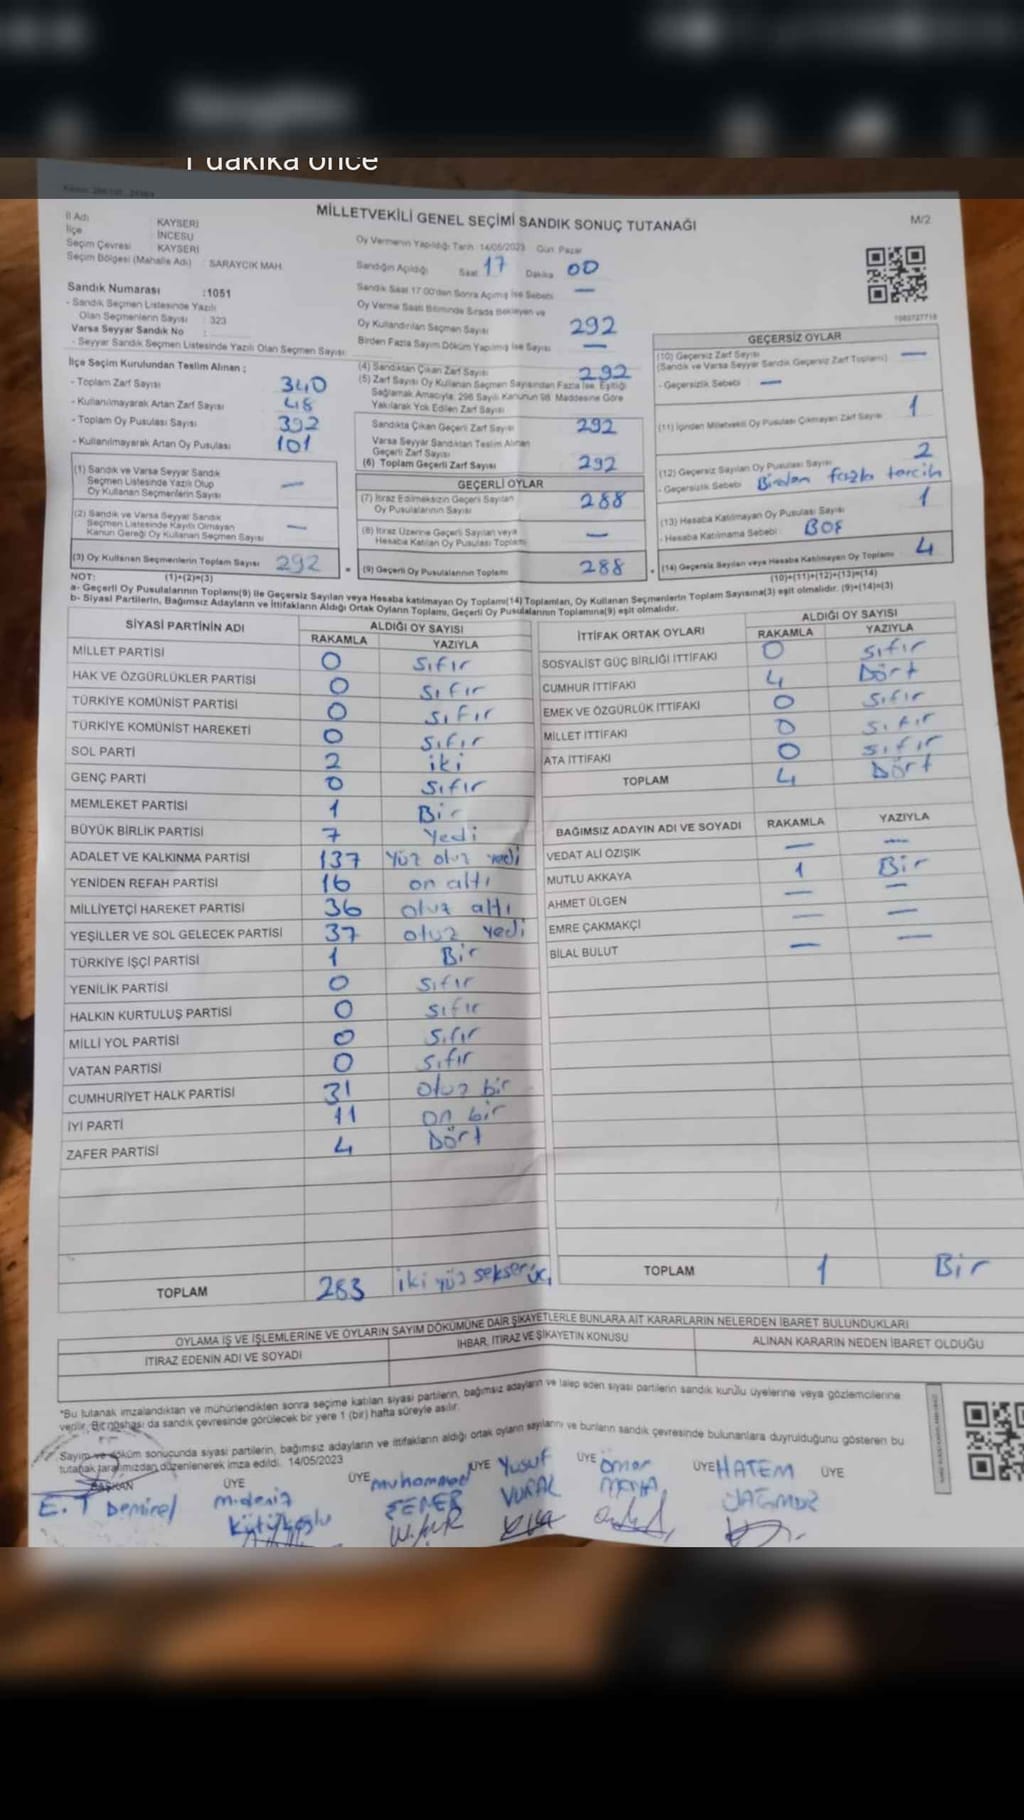 1 dakika önce
MİLLETVEKİLİ GENEL SEÇİMİ SANDIK SONUÇ TUTANAĞI
M/2
İl Adı KAYSERİ
İlçe İNCESU
Seçim Çevresi KAYSERİ
Seçim Bölgesi (Mahalle Adı) : SARAYCIK MAH.
Sandık Numarası :1051
- Sandık Seçmen Listesinde Yazılı
Olan Seçmenlerin Sayısı : 323
Varsa Seyyar Sandık No :
- Seyyar Sandık Seçmen Listesinde Yazılı Olan Seçmen Sayısı:
Oy Vermenin Yapıldığı Tarih :14/05/2023 Gün: Pazar
Sandığın Açıldığı Saat 17 Dakika 00
Sandık Saat 17:00'den Sonra Açılmış İse Sebebi —
Oy Verme Saati Bitiminde Sırada Bekleyen ve
Oy Kullandırılan Seçmen Sayısı 292
Birden Fazla Sayım Döküm Yapılmış İse Sayısı —
İlçe Seçim Kurulundan Teslim Alınan ;
- Toplam Zarf Sayısı 340
- Kullanılmayarak Artan Zarf Sayısı 48
- Toplam Oy Pusulası Sayısı 392
- Kullanılmayarak Artan Oy Pusulası 101
(1) Sandık ve Varsa Seyyar Sandık
Seçmen Listesinde Yazılı Olup
Oy Kullanan Seçmenlerin Sayısı —
(2) Sandık ve Varsa Seyyar Sandık
Seçmen Listesinde Kayıtlı Olmayan
Kanun Gereği Oy Kullanan Seçmen Sayısı —
(3) Oy Kullanan Seçmenlerin Toplam Sayısı 292
(1)+(2)=(3)
(4) Sandıktan Çıkan Zarf Sayısı 292
(5) Zarf Sayısı Oy Kullanan Seçmen Sayısından Fazla İse, Eşitliği
Sağlamak Amacıyla; 298 Sayılı Kanunun 98. Maddesine Göre
Yakılarak Yok Edilen Zarf Sayısı
Sandıkta Çıkan Geçerli Zarf Sayısı 292
Varsa Seyyar Sandıktan Teslim Alınan
Geçerli Zarf Sayısı
(6) Toplam Geçerli Zarf Sayısı 292
GEÇERLİ OYLAR
(7) İtiraz Edilmeksizin Geçerli Sayılan
Oy Pusulalarının Sayısı 288
(8) İtiraz Üzerine Geçerli Sayılan veya
Hesaba Katılan Oy Pusulası Toplamı —
(9) Geçerli Oy Pusulalarının Toplamı 288
GEÇERSİZ OYLAR
(10) Geçersiz Zarf Sayısı —
(Sandık ve Varsa Seyyar Sandık Geçersiz Zarf Toplamı)
- Geçersizlik Sebebi : —
(11) İçinden Milletvekili Oy Pusulası Çıkmayan Zarf Sayısı 1
(12) Geçersiz Sayılan Oy Pusulası Sayısı 2
- Geçersizlik Sebebi : Birden fazla tercih
(13) Hesaba Katılmayan Oy Pusulası Sayısı 1
- Hesaba Katılmama Sebebi : BOŞ
(14) Geçersiz Sayılan veya Hesaba Katılmayan Oy Toplamı 4
(10)+(11)+(12)+(13)=(14)
NOT:
a- Geçerli Oy Pusulalarının Toplamı(9) ile Geçersiz Sayılan veya Hesaba katılmayan Oy Toplamı(14) Toplamları, Oy Kullanan Seçmenlerin Toplam Sayısına(3) eşit olmalıdır. (9)+(14)=(3)
b- Siyasi Partilerin, Bağımsız Adayların ve İttifakların Aldığı Ortak Oyların Toplamı, Geçerli Oy Pusulalarının Toplamına(9) eşit olmalıdır.
SİYASİ PARTİNİN ADI ALDIĞI OY SAYISI
RAKAMLA YAZIYLA
MİLLET PARTİSİ 0 sıfır
HAK VE ÖZGÜRLÜKLER PARTİSİ 0 sıfır
TÜRKİYE KOMÜNİST PARTİSİ 0 sıfır
TÜRKİYE KOMÜNİST HAREKETİ 0 sıfır
SOL PARTİ 2 iki
GENÇ PARTİ 0 sıfır
MEMLEKET PARTİSİ 1 Bir
BÜYÜK BİRLİK PARTİSİ 7 Yedi
ADALET VE KALKINMA PARTİSİ 137 Yüz otuz yedi
YENİDEN REFAH PARTİSİ 16 on altı
MİLLİYETÇİ HAREKET PARTİSİ 36 otuz altı
YEŞİLLER VE SOL GELECEK PARTİSİ 37 otuz yedi
TÜRKİYE İŞÇİ PARTİSİ 1 Bir
YENİLİK PARTİSİ 0 sıfır
HALKIN KURTULUŞ PARTİSİ 0 sıfır
MİLLİ YOL PARTİSİ 0 sıfır
VATAN PARTİSİ 0 sıfır
CUMHURİYET HALK PARTİSİ 31 otuz bir
İYİ PARTİ 11 on bir
ZAFER PARTİSİ 4 Dört
TOPLAM 283 iki yüz seksen üç
İTTİFAK ORTAK OYLARI ALDIĞI OY SAYISI
RAKAMLA YAZIYLA
SOSYALİST GÜÇ BİRLİĞİ İTTİFAKI 0 sıfır
CUMHUR İTTİFAKI 4 Dört
EMEK VE ÖZGÜRLÜK İTTİFAKI 0 sıfır
MİLLET İTTİFAKI 0 sıfır
ATA İTTİFAKI 0 sıfır
TOPLAM 4 Dört
BAĞIMSIZ ADAYIN ADI VE SOYADI RAKAMLA YAZIYLA
VEDAT ALİ ÖZIŞIK — —
MUTLU AKKAYA 1 Bir
AHMET ÜLGEN — —
EMRE ÇAKMAKÇI — —
BİLAL BULUT — —
TOPLAM 1 Bir
OYLAMA İŞ VE İŞLEMLERİNE VE OYLARIN SAYIM DÖKÜMÜNE DAİR ŞİKAYETLERLE BUNLARA AİT KARARLARIN NELERDEN İBARET BULUNDUKLARI
İTİRAZ EDENİN ADI VE SOYADI İHBAR, İTİRAZ VE ŞİKAYETİN KONUSU ALINAN KARARIN NEDEN İBARET OLDUĞU
*Bu tutanak imzalandıktan ve mühürlendikten sonra seçime katılan siyasi partilerin, bağımsız adayların ve talep eden siyasi partilerin sandık kurulu üyelerine veya gözlemcilerine
verilir. Bir nüshası da sandık çevresinde görülecek bir yere 1 (bir) hafta süreyle asılır.
Sayım ve döküm sonucunda siyasi partilerin, bağımsız adayların ve ittifakların aldığı ortak oyların sayılarını ve bunların sandık çevresinde bulunanlara duyrulduğunu gösteren bu
tutanak tarafımızdan düzenlenerek imza edildi. 14/05/2023
BAŞKAN ÜYE ÜYE ÜYE ÜYE ÜYE ÜYE
E. T Demirel
muhammed ŞENER
Yusuf VURAL
ömer
HATEM YAĞMUR